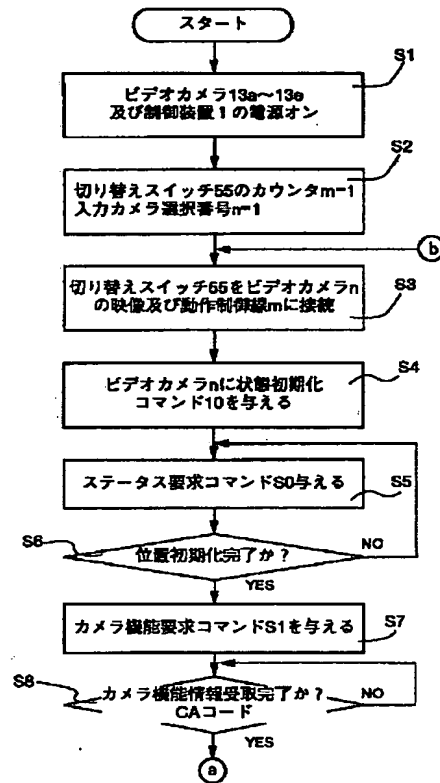 スタート
S1
ビデオカメラ13a〜13e
及び制御装置1の電源オン
S2
切り替えスイッチ55のカウンタm=1
入力カメラ選択番号n=1
b
切り替えスイッチ55をビデオカメラn
の映像及び動作制御線mに接続
S3
S4
ビデオカメラnに状態初期化
コマンド10を与える
ステータス要求コマンドS0与える
S5
S6
位置初期化完了か?
NO
YES
カメラ機能要求コマンドS1を与える
S7
S8
カメラ機能情報受取完了か?
CAコード
NO
YES
a